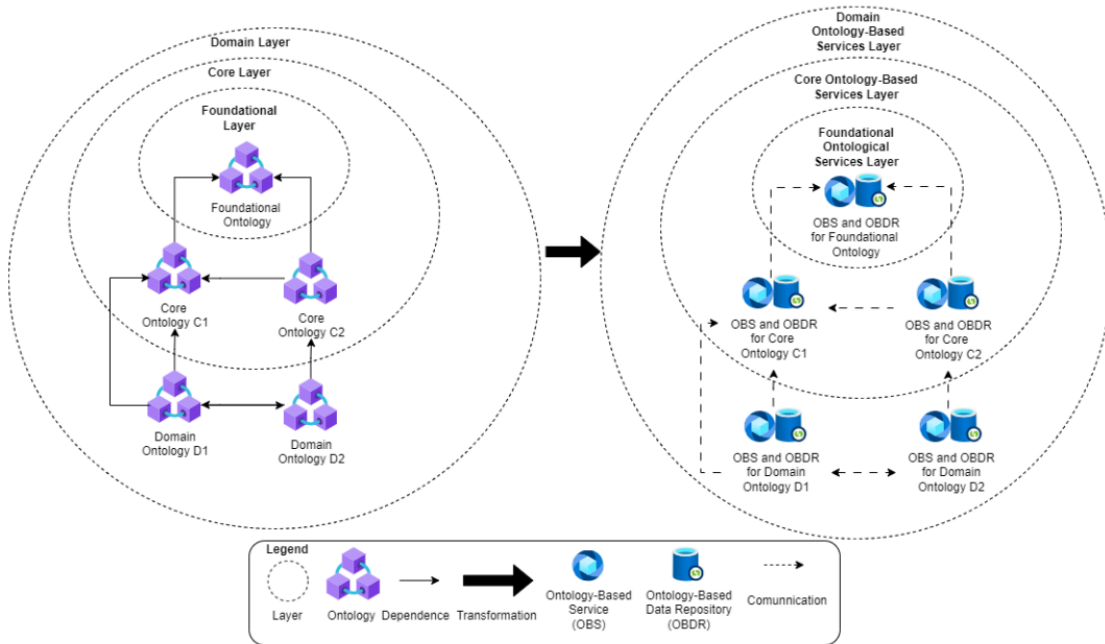 Domain Layer
Core Layer
Foundational
Layer
Foundational
Ontology
Core
Ontology C1
Core
Ontology C2
Domain
Ontology D1
Domain
Ontology D2
Domain
Ontology-Based
Services Layer
Core Ontology-Based
Services Layer
Foundational
Ontological
Services Layer
OBS and OBDR
for Foundational
Ontology
OBS and OBDR
for Core
Ontology C1
OBS and OBDR
for Core
Ontology C2
OBS and OBDR
for Domain
Ontology D1
OBS and OBDR
for Domain
Ontology D2
Legend
Layer
Ontology
Dependence
Transformation
Ontology-Based
Service
(OBS)
Ontology-Based
Data Repository
(OBDR)
Comunnication